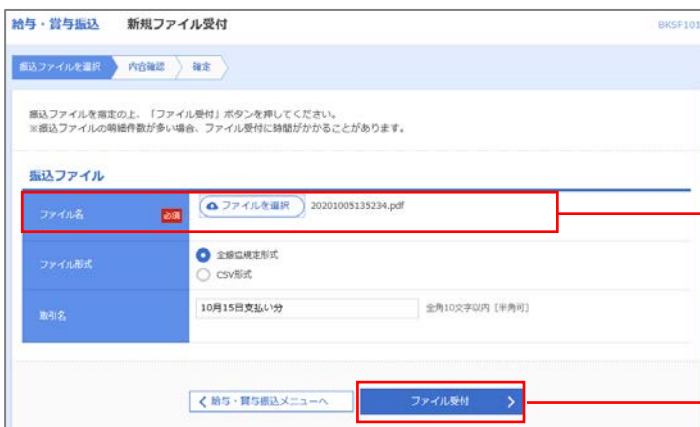 給与・賞与振込 新規ファイル受付 BKSF101
振込ファイルを選択 内容確認 確定
振込ファイルを指定の上、「ファイル受付」ボタンを押してください。
※振込ファイルの明細件数が多い場合、ファイル受付に時間がかかることがあります。
振込ファイル
ファイル名 必須 ファイルを選択 20201005135234.pdf
ファイル形式 全銀協規定形式
CSV形式
取引名 10月15日支払い分 全角10文字以内［半角可］
給与・賞与振込メニューへ ファイル受付